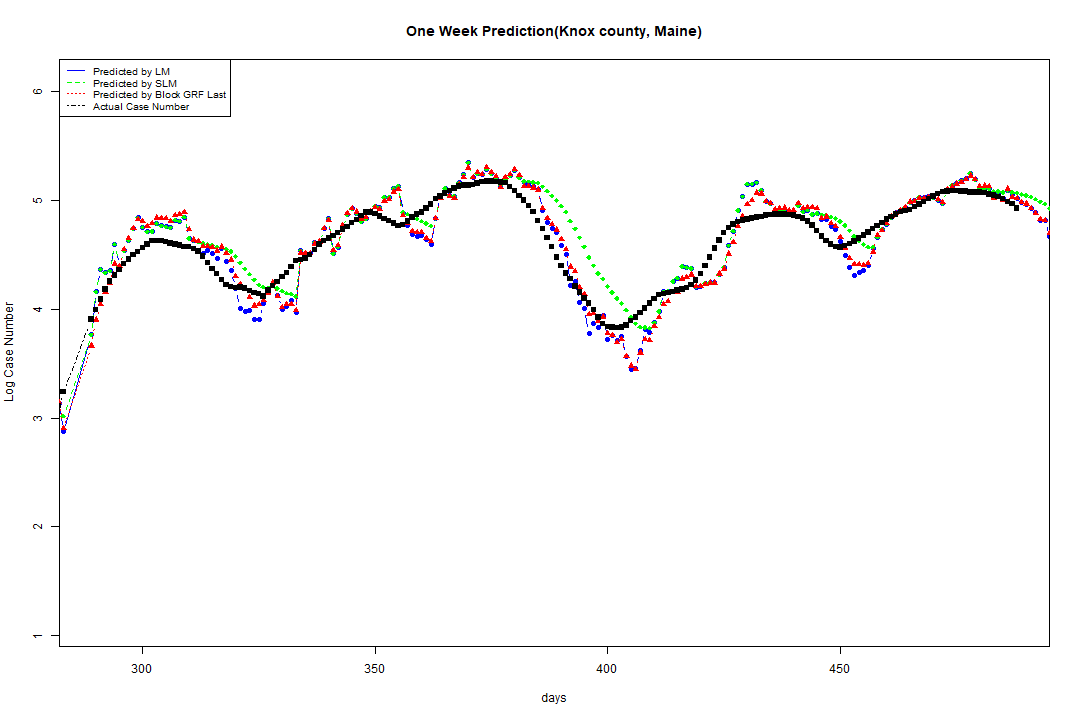 One Week Prediction(Knox county, Maine)
Predicted by LM
Predicted by SLM
Predicted by Block GRF Last
Actual Case Number
Log Case Number
6
5
4
3
2
1
300 350 400 450
days